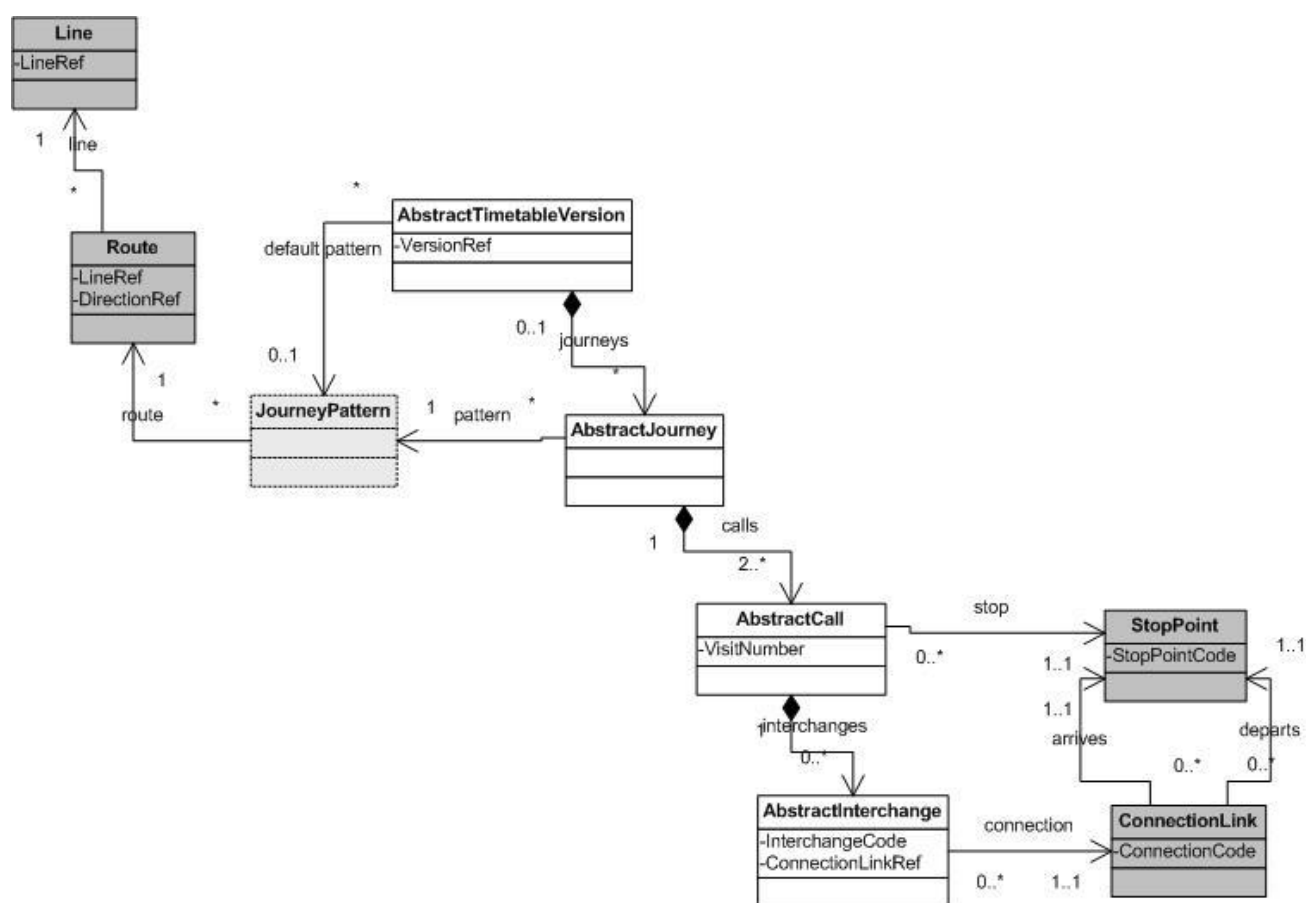 Line
-LineRef
1
line
*
Route
-LineRef
-DirectionRef
*
AbstractTimetableVersion
-VersionRef
default pattern
0..1
0..1
journeys
*
1
route
*
JourneyPattern
1
pattern
*
AbstractJourney
1
calls
2..*
AbstractCall
-VisitNumber
stop
0..*
1..1
StopPoint
-StopPointCode
1..1
1..1
arrives
departs
0..*
0..*
1
interchanges
0..*
AbstractInterchange
-InterchangeCode
-ConnectionLinkRef
connection
0..*
1..1
ConnectionLink
-ConnectionCode